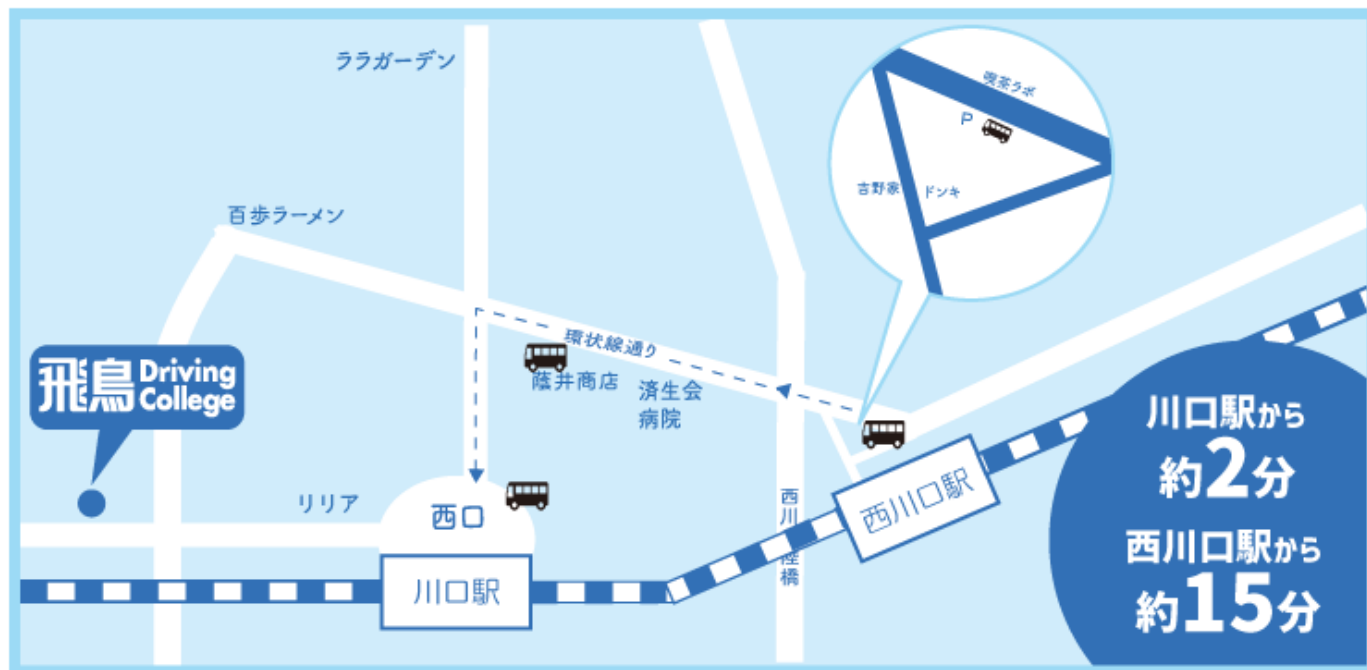 ララガーデン
喫茶ラボ
P
吉野家
ドンキ
百歩ラーメン
環状線通り
蔭井商店
済生会
病院
飛鳥 Driving
College
川口駅から
約2分
西川口駅から
約15分
リリア
西口
西川口駅
川口駅
西川
陸橋